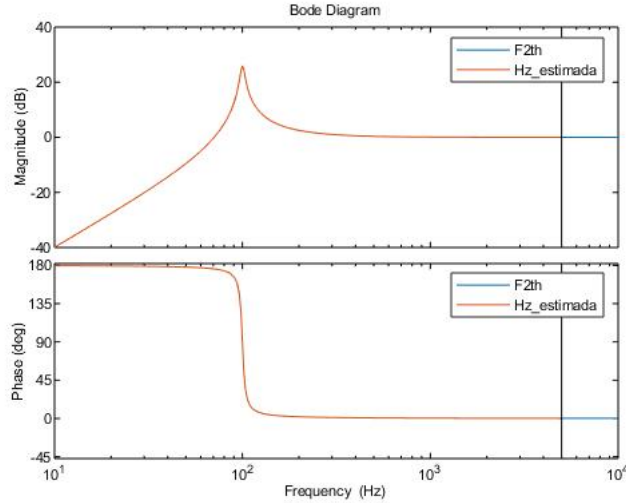 Bode Diagram
40
20
0
-20
-40
Magnitude (dB)
F2th
Hz_estimada
180
135
90
45
0
-45
Phase (deg)
F2th
Hz_estimada
10^1
10^2
10^3
10^4
Frequency (Hz)